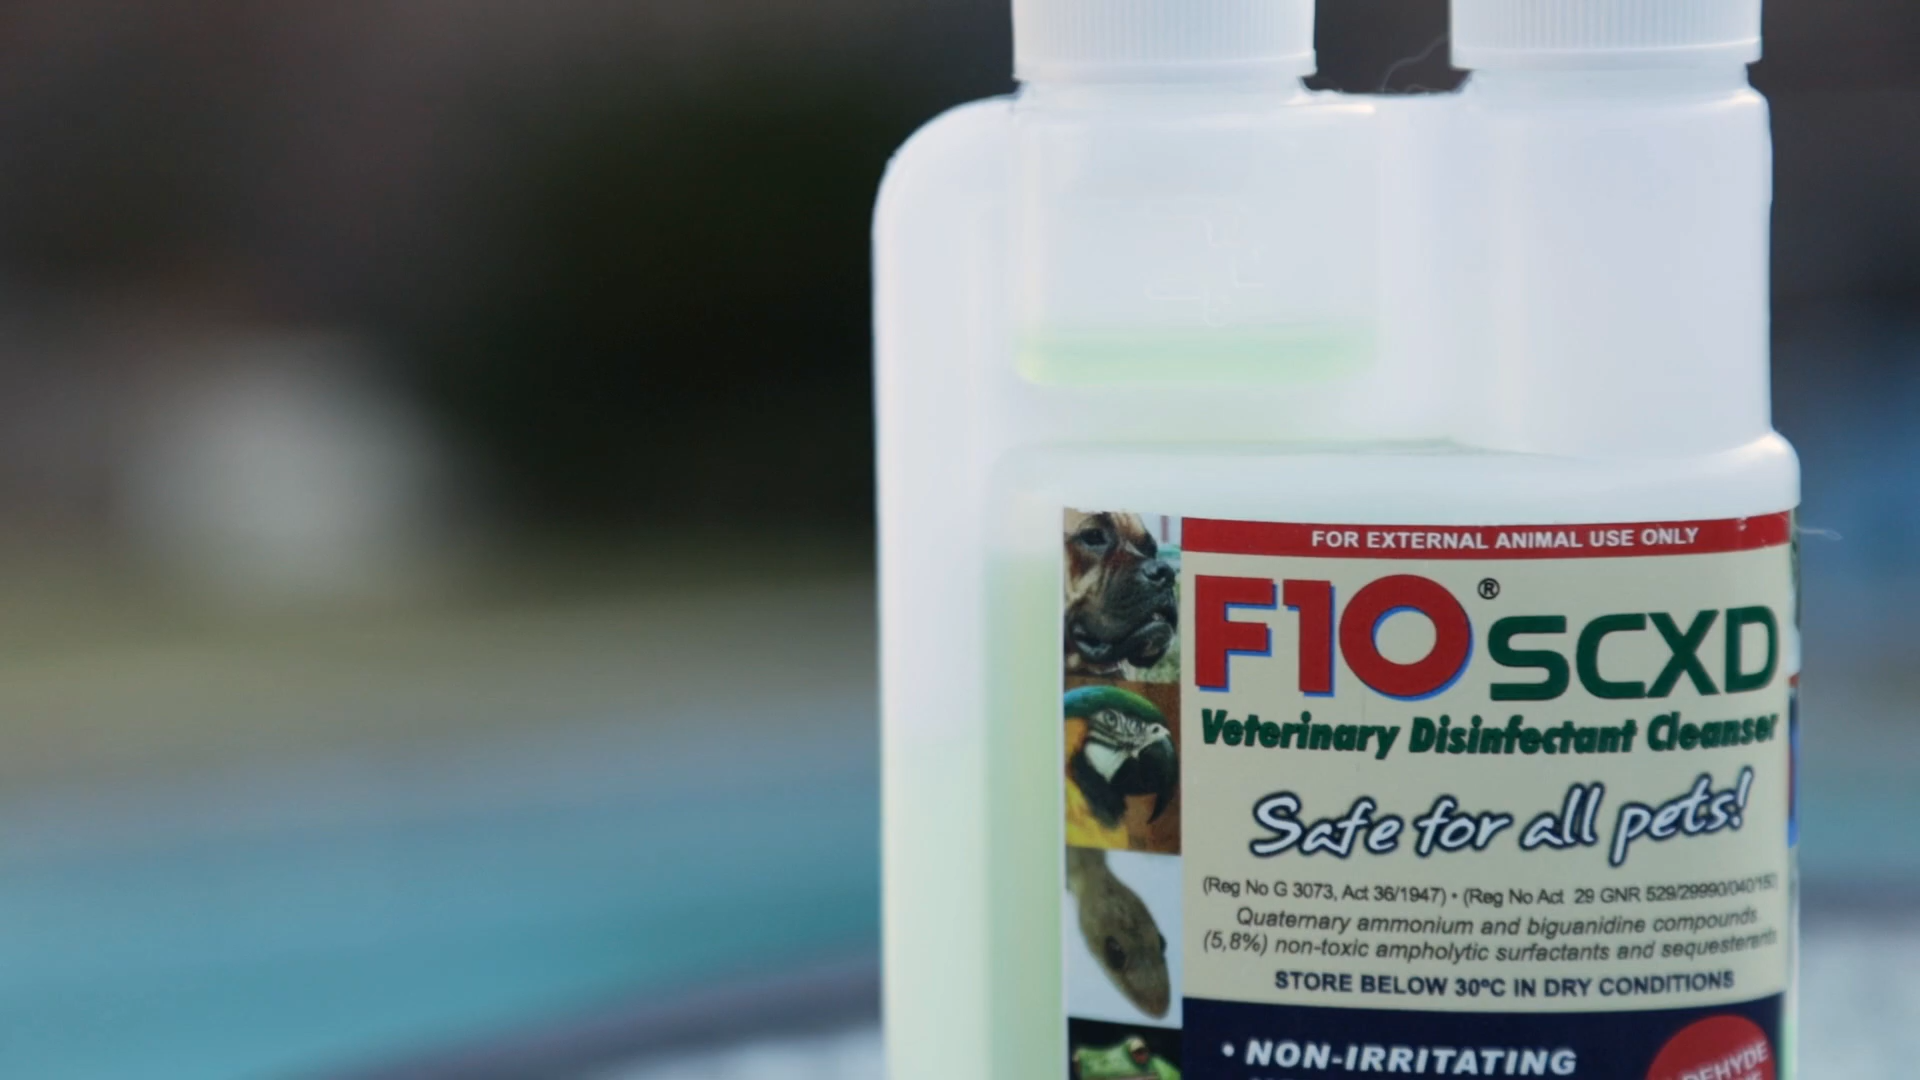 FOR EXTERNAL ANIMAL USE ONLY
F10® SCXD
Veterinary Disinfectant Cleanser
Safe for all pets!
(Reg No G 3073, Act 36/1947) • (Reg No Act 29 GNR 529/29990/040/150)
Quaternary ammonium and biguanidine compounds
(5,8%) non-toxic ampholytic surfactants and sequesterants
STORE BELOW 30ºC IN DRY CONDITIONS
• NON-IRRITATING